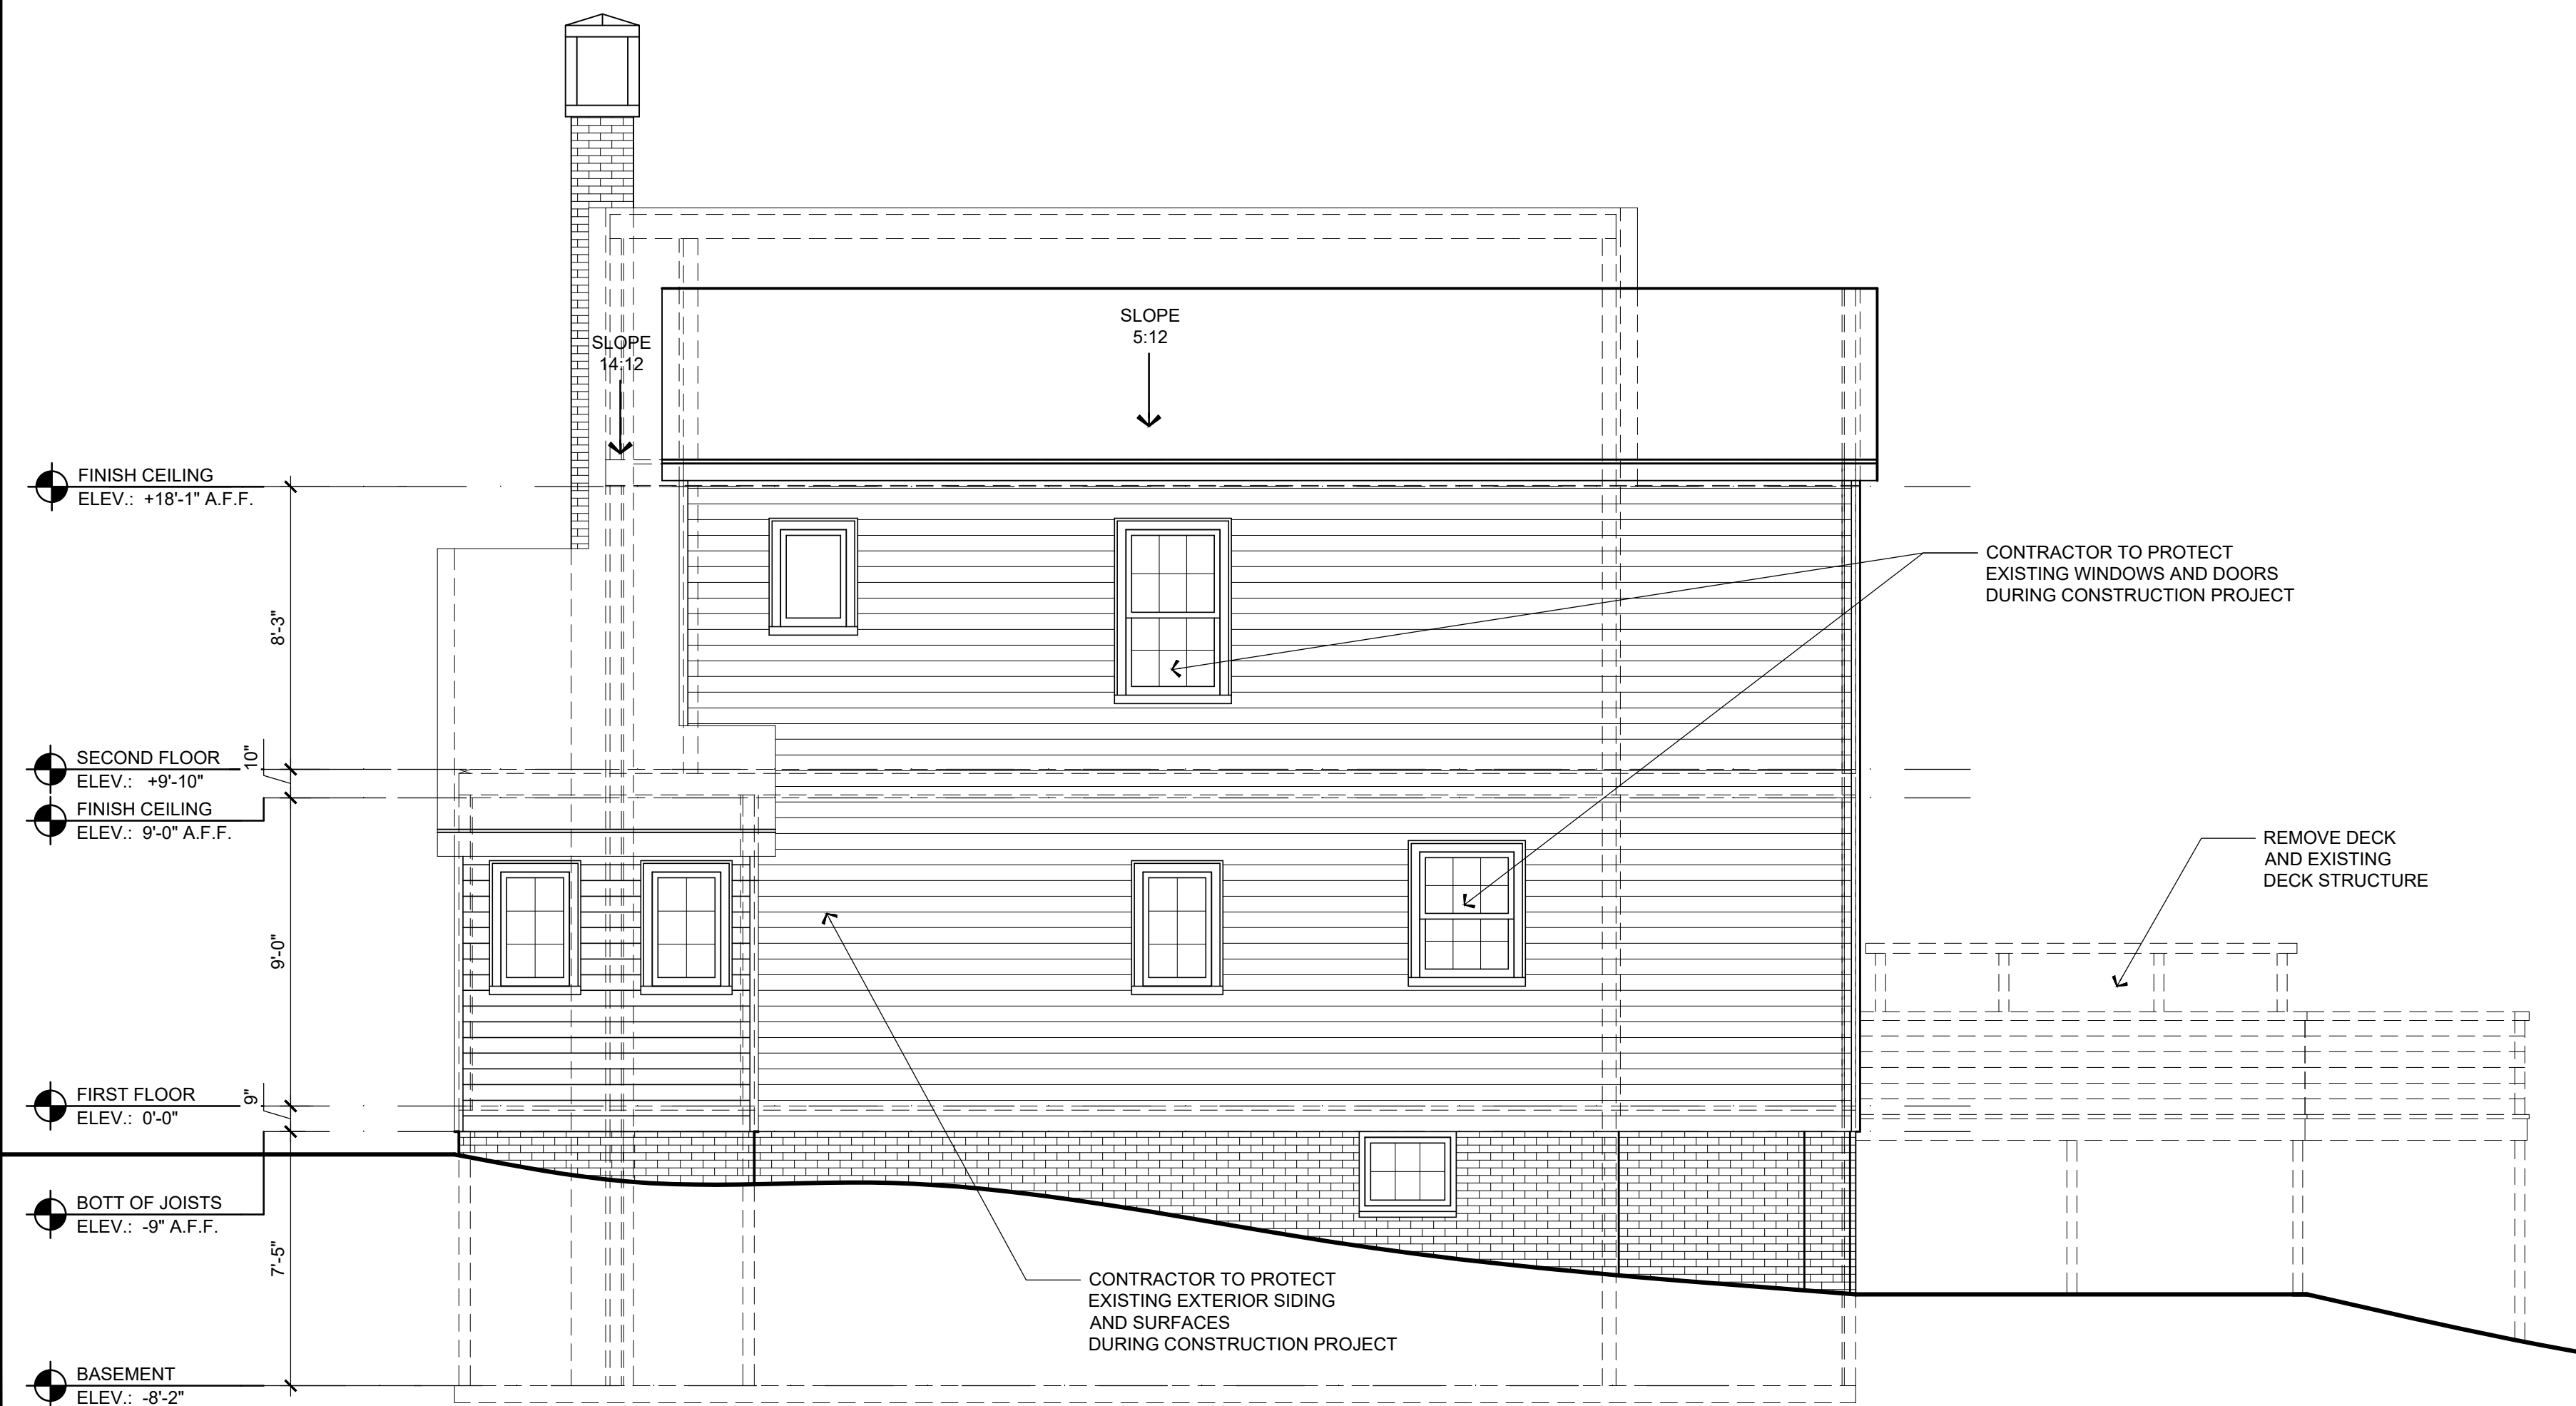 SLOPE
14:12
SLOPE
5:12
FINISH CEILING
ELEV.: +18'-1" A.F.F.
8'-3"
SECOND FLOOR
ELEV.: +9'-10"
10"
FINISH CEILING
ELEV.: 9'-0" A.F.F.
9'-0"
FIRST FLOOR
ELEV.: 0'-0"
9"
BOTT OF JOISTS
ELEV.: -9" A.F.F.
7'-5"
BASEMENT
ELEV.: -8'-2"
CONTRACTOR TO PROTECT
EXISTING WINDOWS AND DOORS
DURING CONSTRUCTION PROJECT
REMOVE DECK
AND EXISTING
DECK STRUCTURE
CONTRACTOR TO PROTECT
EXISTING EXTERIOR SIDING
AND SURFACES
DURING CONSTRUCTION PROJECT